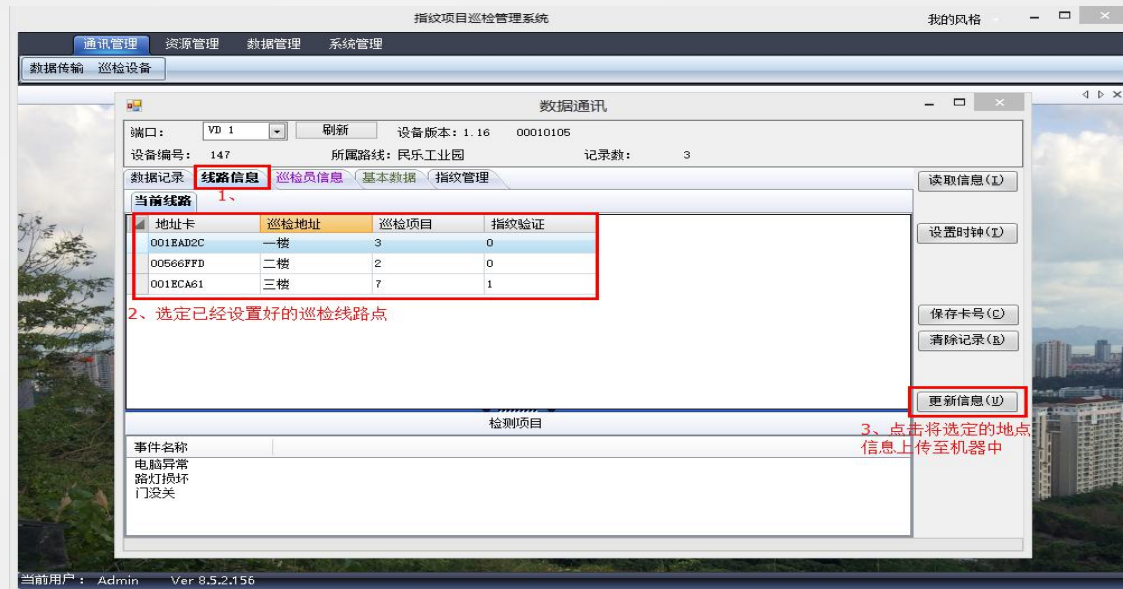 指纹项目巡检管理系统 我的风格
通讯管理 资源管理 数据管理 系统管理
数据传输 巡检设备
数据通讯
端口： VD 1 刷新 设备版本：1.16 00010105
设备编号： 147 所属路线：民乐工业园 记录数： 3
数据记录 线路信息 巡检员信息 基本数据 指纹管理 读取信息(I)
当前线路 1、
地址卡 巡检地址 巡检项目 指纹验证 设置时钟(T)
001EAD2C 一楼 3 0
00566FFD 二楼 2 0
001ECA61 三楼 7 1
2、选定已经设置好的巡检线路点 保存卡号(C)
清除记录(R)
更新信息(U)
检测项目 3、点击将选定的地点
事件名称 信息上传至机器中
电脑异常
路灯损坏
门没关
当前用户： Admin Ver 8.5.2.156